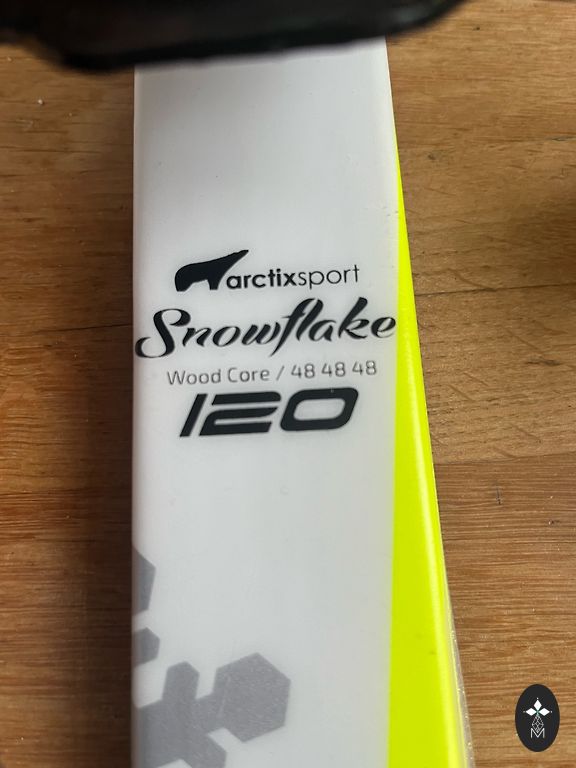 arctixsport
Snowflake
Wood Core / 48 48 48
120
M